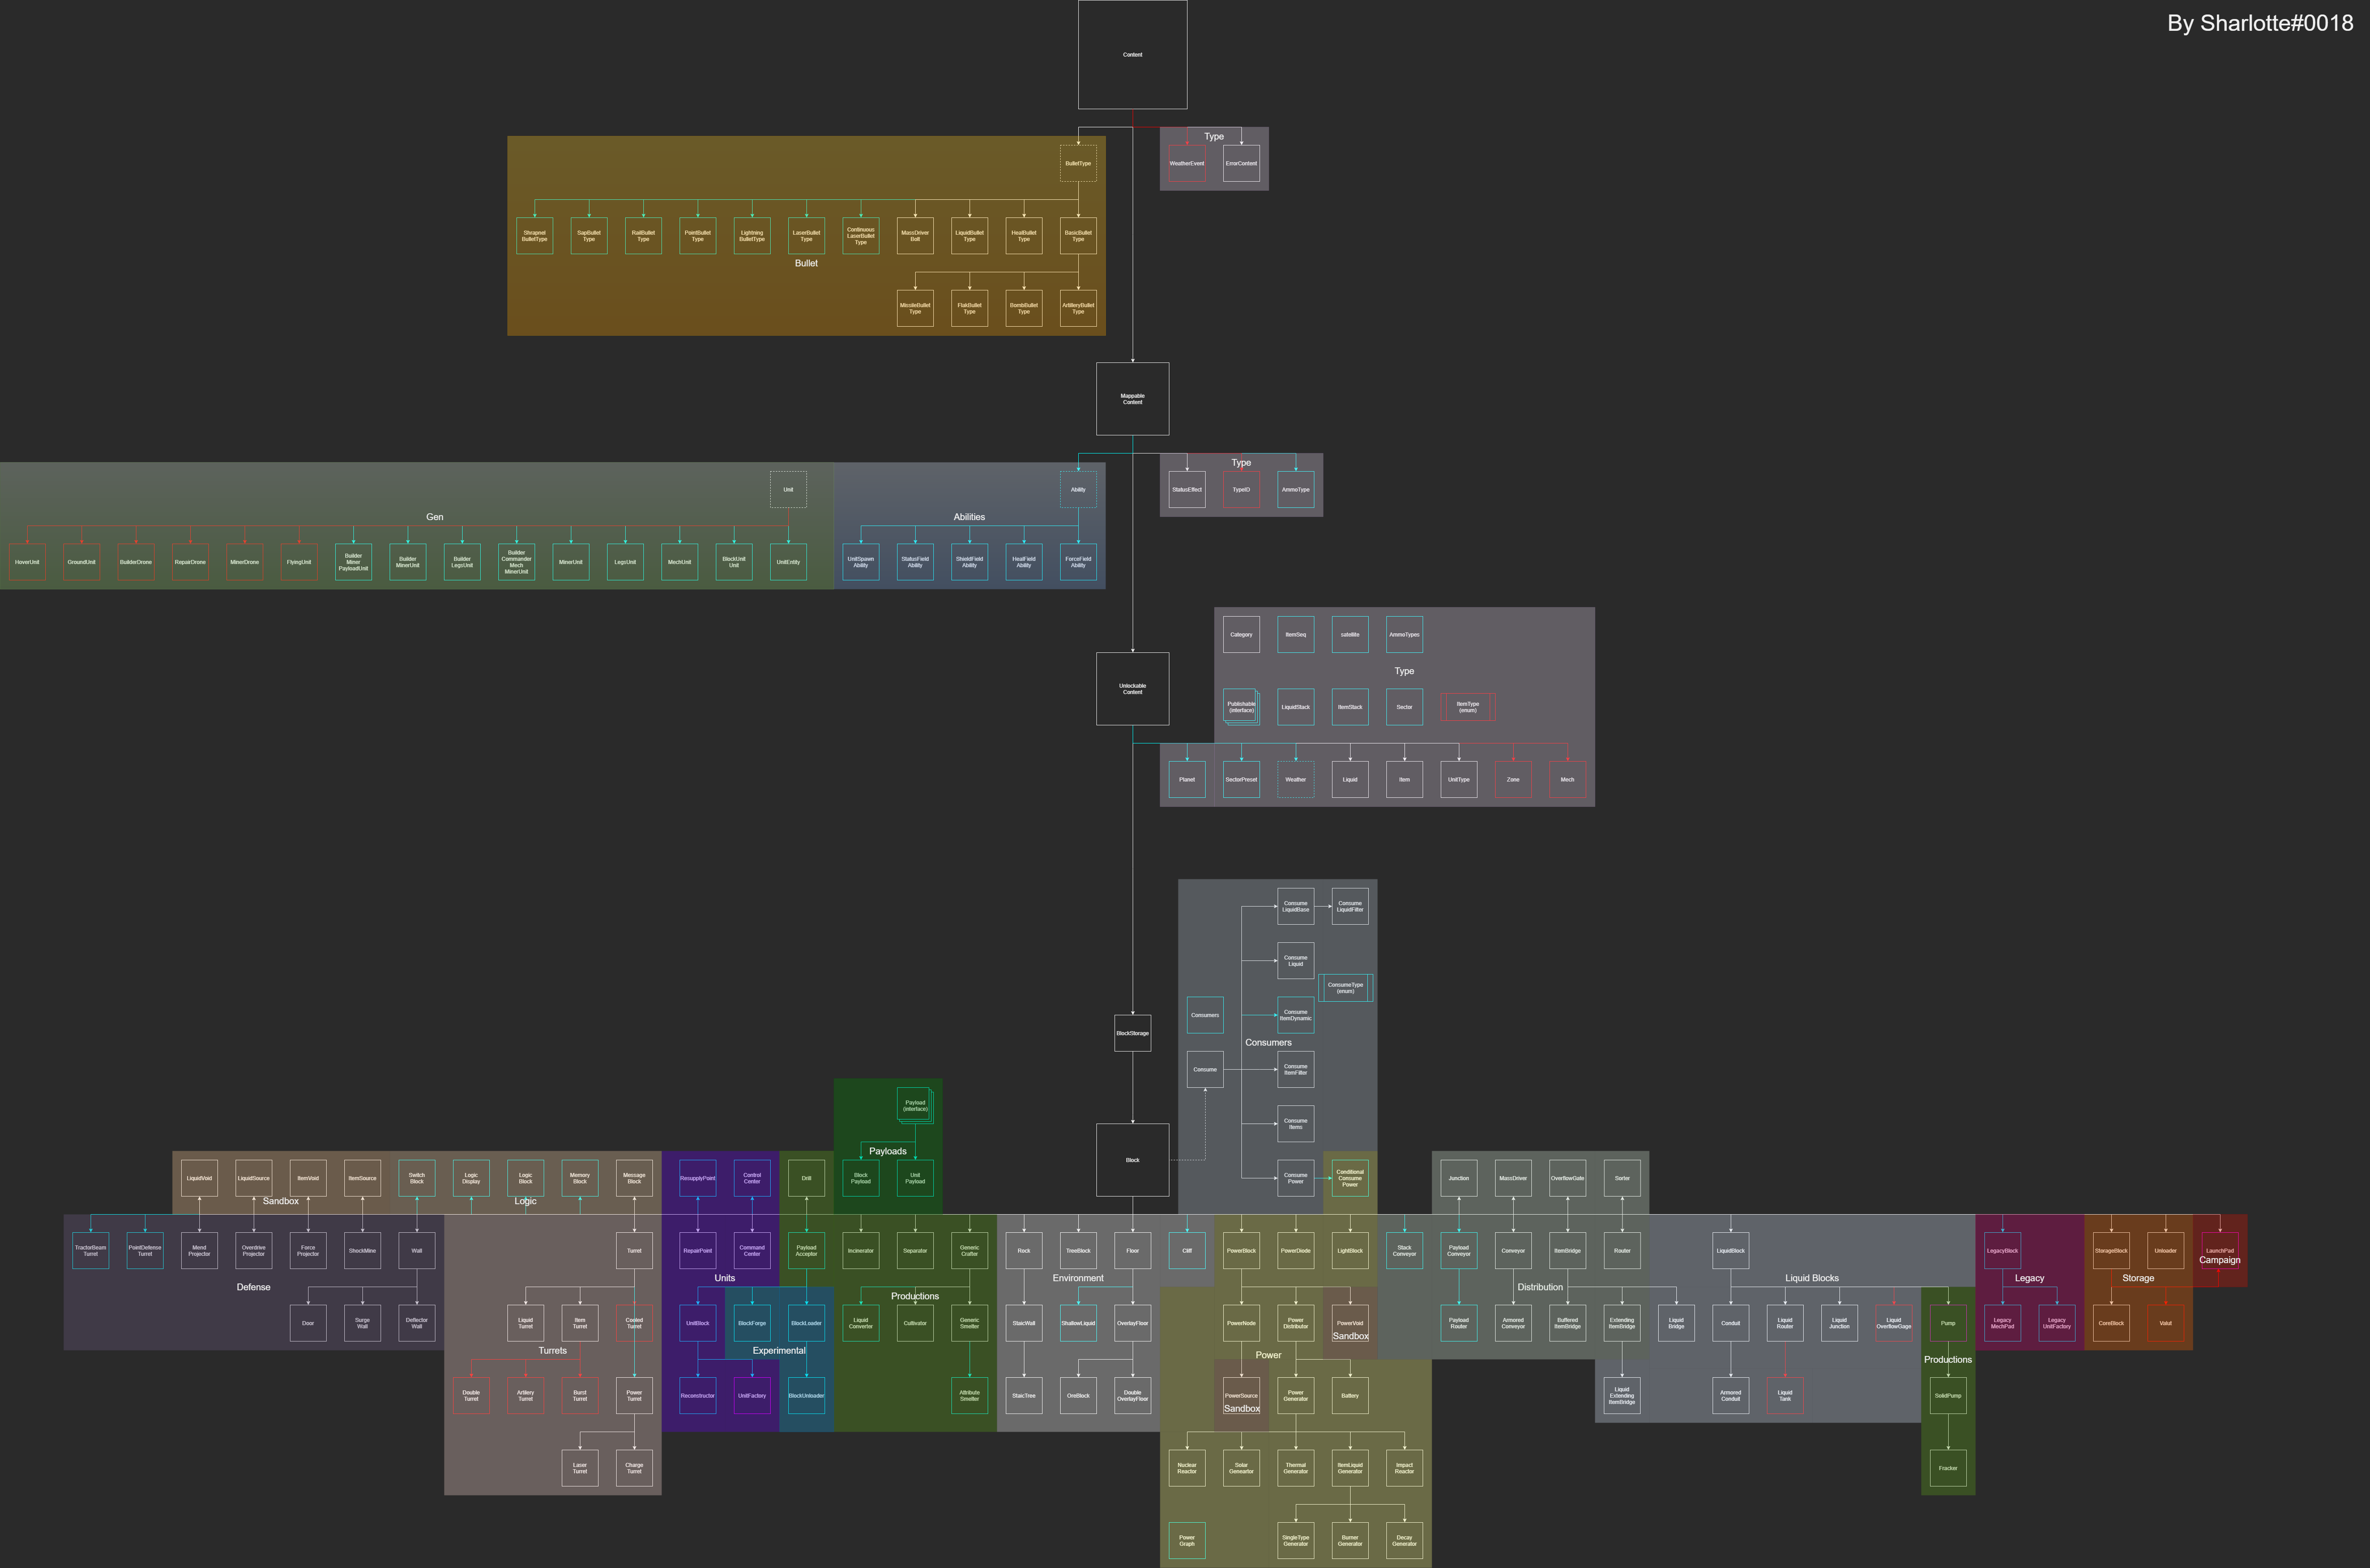 By Sharlotte#0018
Content
Type
WeatherEvent
ErrorContent
BulletType
Shrapnel
BulletType
SapBullet
Type
RailBullet
Type
PointBullet
Type
Lightning
BulletType
LaserBullet
Type
Continuous
LaserBullet
Type
MassDriver
Bolt
LiquidBullet
Type
HealBullet
Type
BasicBullet
Type
Bullet
MissileBullet
Type
FlakBullet
Type
BombBullet
Type
ArtilleryBullet
Type
Mappable
Content
Type
StatusEffect
TypeID
AmmoType
Unit
Ability
Gen
Abilities
HoverUnit
GroundUnit
BuilderDrone
RepairDrone
MinerDrone
FlyingUnit
Builder
Miner
PayloadUnit
Builder
MinerUnit
Builder
LegsUnit
Builder
Commander
Mech
MinerUnit
MinerUnit
LegsUnit
MechUnit
BlockUnit
Unit
UnitEntity
UnitSpawn
Ability
StatusField
Ability
ShieldField
Ability
HealField
Ability
ForceField
Ability
Category
ItemSeq
satellite
AmmoTypes
Type
Unlockable
Content
Publishable
(interface)
LiquidStack
ItemStack
Sector
ItemType
(enum)
Planet
SectorPreset
Weather
Liquid
Item
UnitType
Zone
Mech
Consume
LiquidBase
Consume
LiquidFilter
Consume
Liquid
ConsumeType
(enum)
Consumers
Consume
ItemDynamic
BlockStorage
Consumers
Consume
Consume
ItemFilter
Consume
Items
Payload
(interface)
Payloads
Block
LiquidVoid
LiquidSource
ItemVoid
ItemSource
Switch
Block
Logic
Display
Logic
Block
Memory
Block
Message
Block
ResupplyPoint
Control
Center
Drill
Block
Payload
Unit
Payload
Consume
Power
Conditional
Consume
Power
Junction
MassDriver
OverflowGate
Sorter
Sandbox
Logic
TractorBeam
Turret
PointDefense
Turret
Mend
Projector
Overdrive
Projector
Force
Projector
ShockMine
Wall
Turret
RepairPoint
Command
Center
Payload
Acceptor
Incinerator
Separator
Generic
Crafter
Rock
TreeBlock
Floor
Cliff
PowerBlock
PowerDiode
LightBlock
Stack
Conveyor
Payload
Conveyor
Conveyor
ItemBridge
Router
LiquidBlock
LegacyBlock
StorageBlock
Unloader
LaunchPad
Campaign
Defense
Units
Productions
Environment
Distribution
Liquid Blocks
Legacy
Storage
Door
Surge
Wall
Deflector
Wall
Liquid
Turret
Item
Turret
Cooled
Turret
UnitBlock
BlockForge
BlockLoader
Liquid
Converter
Cultivator
Generic
Smelter
StaicWall
ShallowLiquid
OverlayFloor
PowerNode
Power
Distributor
PowerVoid
Sandbox
Payload
Router
Armored
Conveyor
Buffered
ItemBridge
Extending
ItemBridge
Liquid
Bridge
Conduit
Liquid
Router
Liquid
Junction
Liquid
OverflowGage
Pump
Legacy
MechPad
Legacy
UnitFactory
CoreBlock
Valut
Turrets
Experimental
Power
Productions
Double
Turret
Artilery
Turret
Burst
Turret
Power
Turret
Reconstructor
UnitFactory
BlockUnloader
Attribute
Smelter
StaicTree
OreBlock
Double
OverlayFloor
PowerSource
Sandbox
Power
Generator
Battery
Liquid
Extending
ItemBridge
Armored
Conduit
Liquid
Tank
SolidPump
Laser
Turret
Charge
Turret
Nuclear
Reactor
Solar
Geneartor
Thermal
Generator
ItemLiquid
Generator
Impact
Reactor
Fracker
Power
Graph
SingleType
Generator
Burner
Generator
Decay
Generator